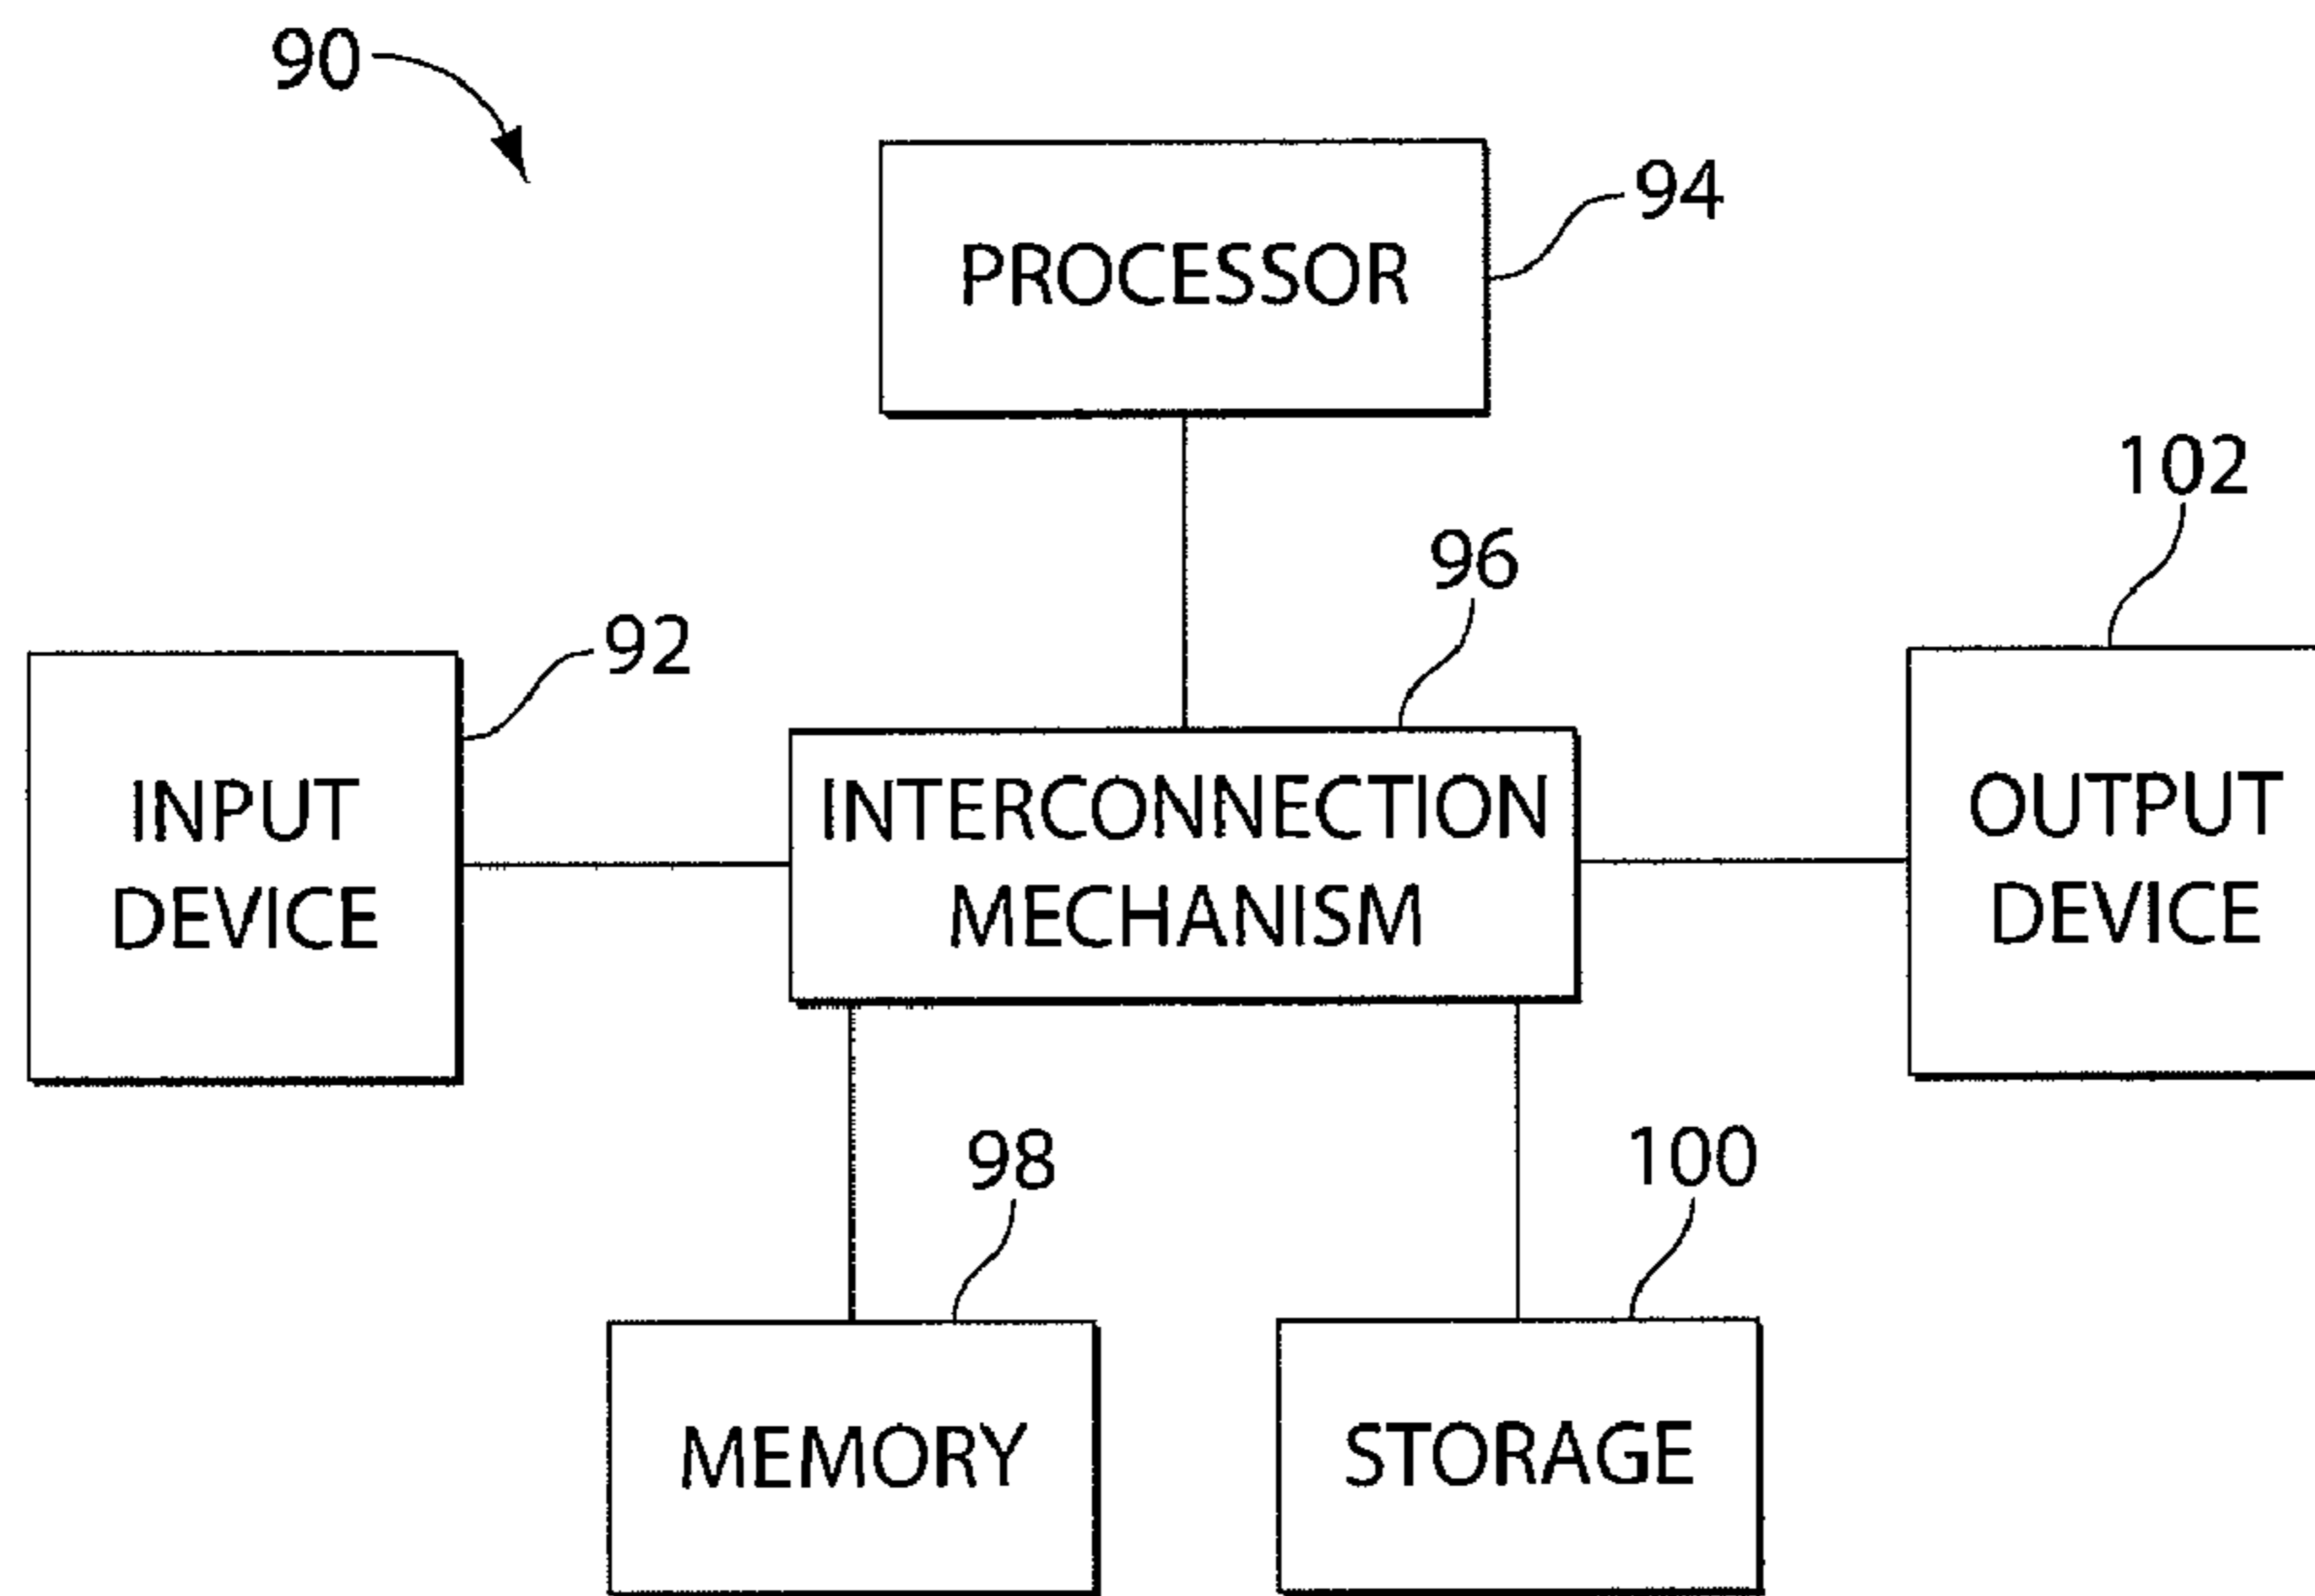 90
PROCESSOR
94
102
96
92
INPUT
DEVICE
INTERCONNECTION
MECHANISM
OUTPUT
DEVICE
98
100
MEMORY
STORAGE